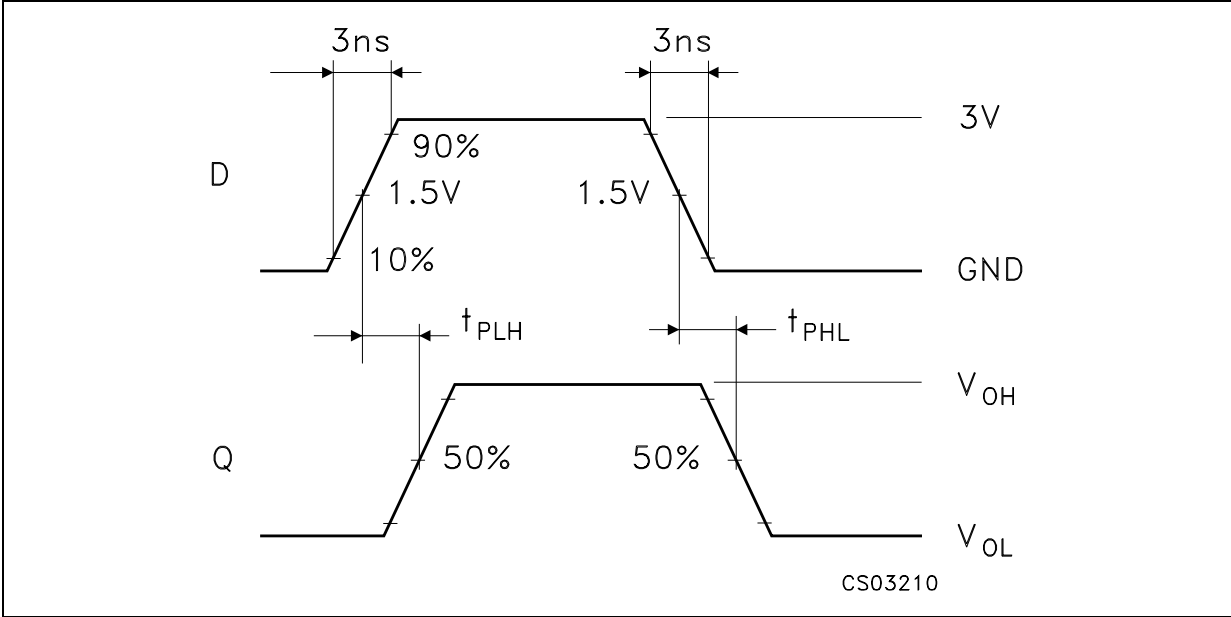 3ns 3ns
3V
90%
D
1.5V 1.5V
10%
GND
tPLH tPHL
VOH
Q
50% 50%
VOL
CS03210